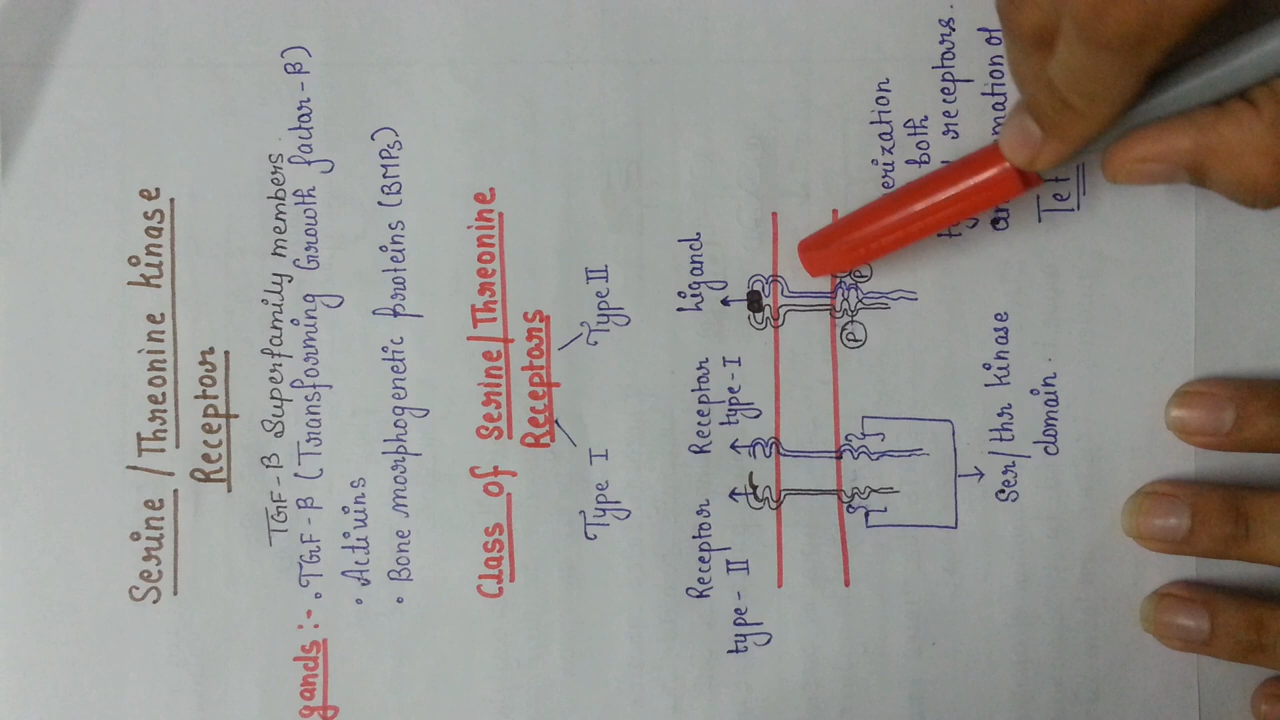 Serine / Threonine kinase
Receptor
TGF-β Superfamily members.
gands :- • TGF-β (Transforming Growth factor-β)
• Activins
• Bone morphogenetic proteins (BMPs)
Class of Serine/Threonine
Receptors
Type I Type II
Receptor type-II
Receptor type-I
Ligand
P
P
Ser/thr kinase
domain.
erization
both
receptors.
mation of
Tet